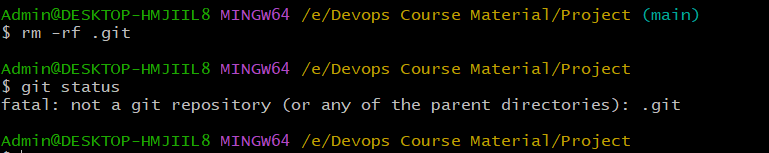 Admin@DESKTOP-HMJIIL8 MINGW64 /e/Devops Course Material/Project (main)
$ rm -rf .git
Admin@DESKTOP-HMJIIL8 MINGW64 /e/Devops Course Material/Project
$ git status
fatal: not a git repository (or any of the parent directories): .git
Admin@DESKTOP-HMJIIL8 MINGW64 /e/Devops Course Material/Project
$